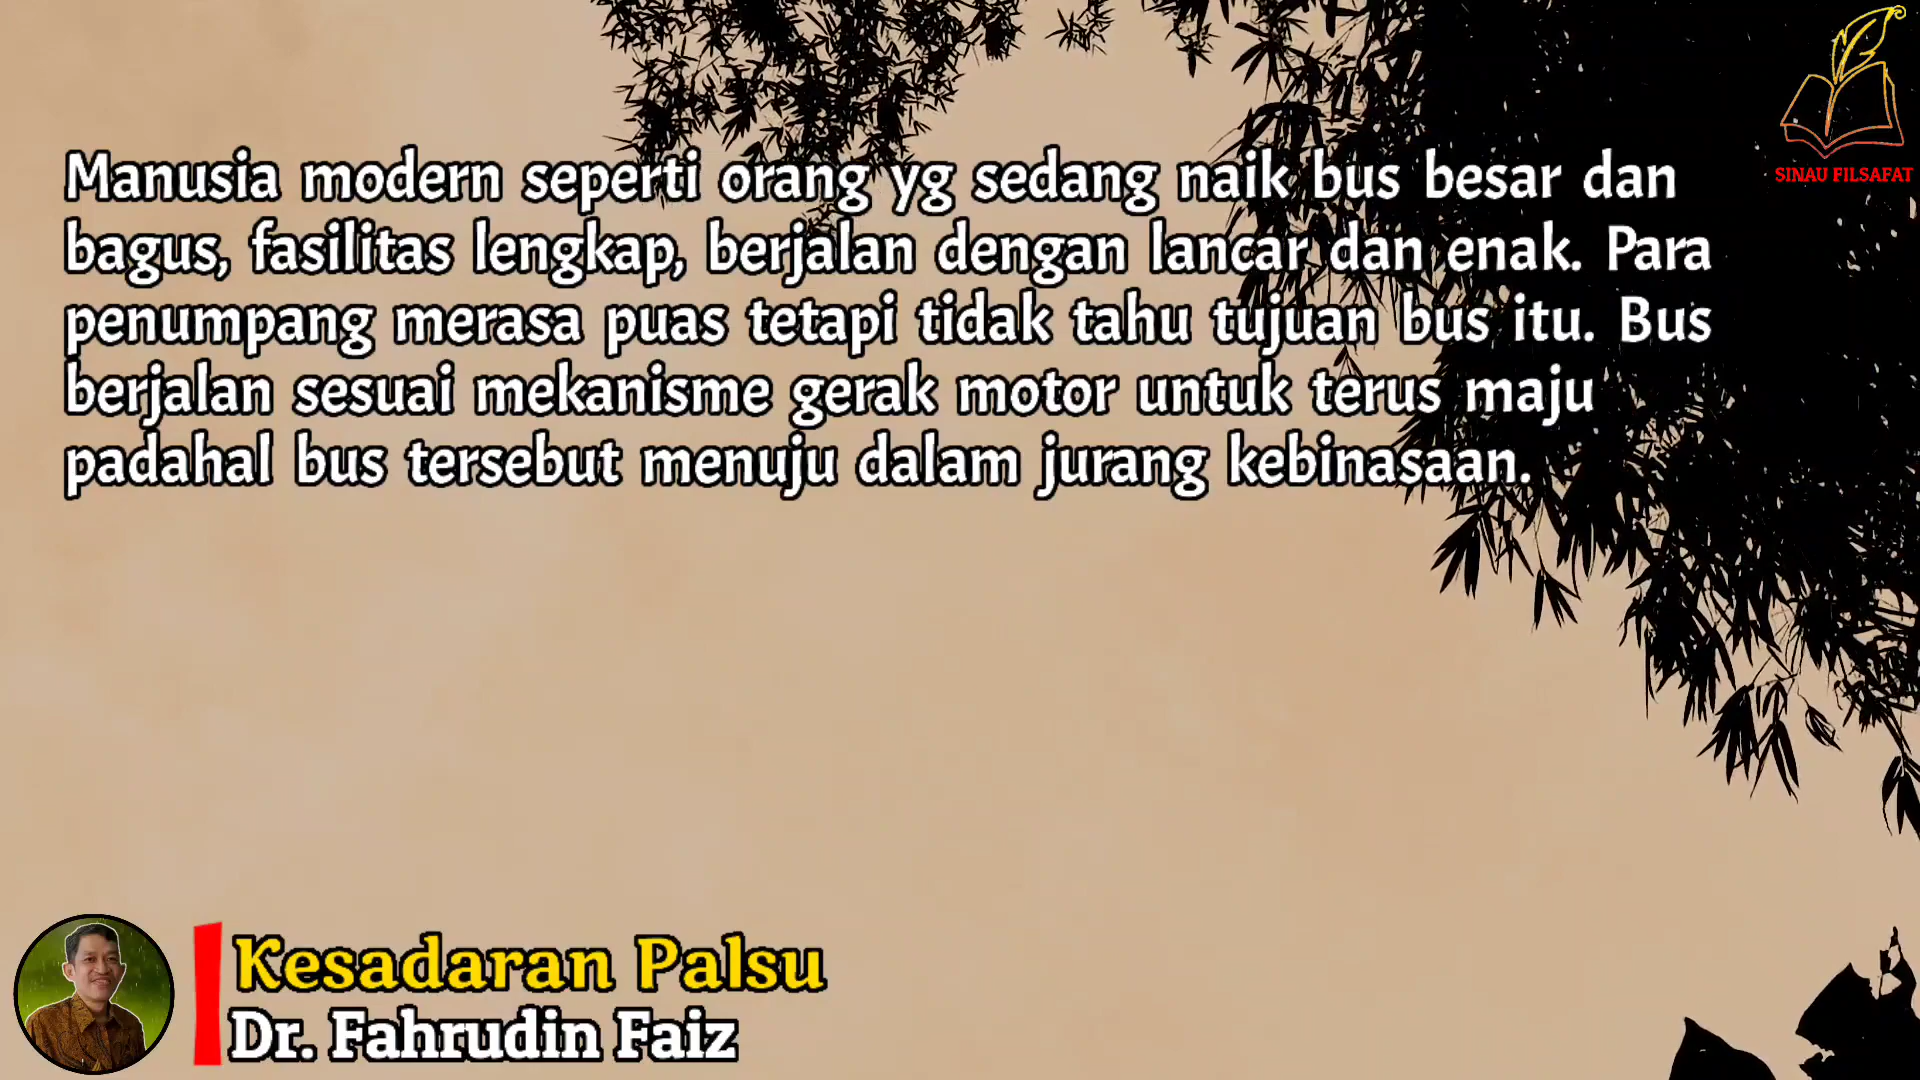 SINAU FILSAFAT
Manusia modern seperti orang yg sedang naik bus besar dan
bagus, fasilitas lengkap, berjalan dengan lancar dan enak. Para
penumpang merasa puas tetapi tidak tahu tujuan bus itu. Bus
berjalan sesuai mekanisme gerak motor untuk terus maju
padahal bus tersebut menuju dalam jurang kebinasaan.
Kesadaran Palsu
Dr. Fahrudin Faiz